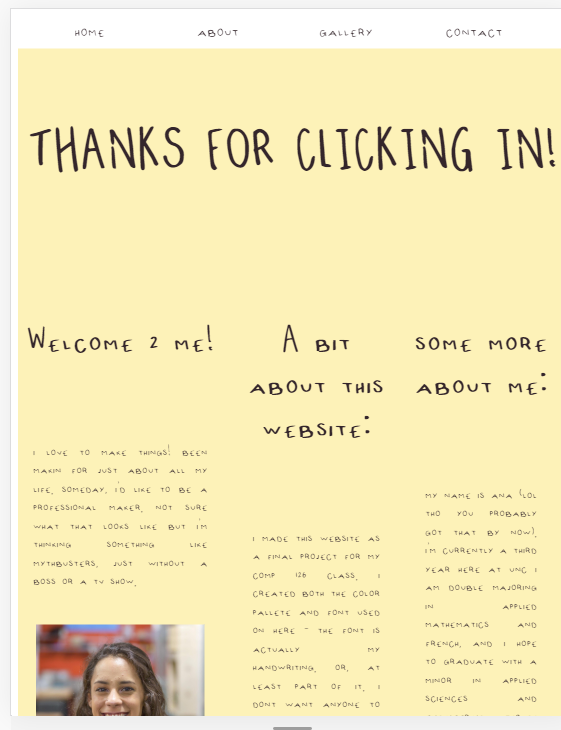 HOME ABOUT GALLERY CONTACT
THANKS FOR CLICKING IN!
WELCOME 2 ME!
I LOVE TO MAKE THINGS! BEEN
MAKIN FOR JUST ABOUT ALL MY
LIFE, SOMEDAY, I'D LIKE TO BE A
PROFESSIONAL MAKER, NOT SURE
WHAT THAT LOOKS LIKE BUT I'M
THINKING SOMETHING LIKE
MYTHBUSTERS, JUST WITHOUT A
BOSS OR A TV SHOW,
A BIT
ABOUT THIS
WEBSITE:
I MADE THIS WEBSITE AS
A FINAL PROJECT FOR MY
COMP 126 CLASS, I
CREATED BOTH THE COLOR
PALLETE AND FONT USED
ON HERE - THE FONT IS
ACTUALLY MY
HANDWRITING, OR, AT
LEAST PART OF IT, I
DONT WANT ANYONE TO
SOME MORE
ABOUT ME:
MY NAME IS ANA (LOL
THO YOU PROBABLY
GOT THAT BY NOW),
I'M CURRENTLY A THIRD
YEAR HERE AT UNC I
AM DOUBLE MAJORING
IN APPLIED
MATHEMATICS AND
FRENCH, AND I HOPE
TO GRADUATE WITH A
MINOR IN APPLIED
SCIENCES AND